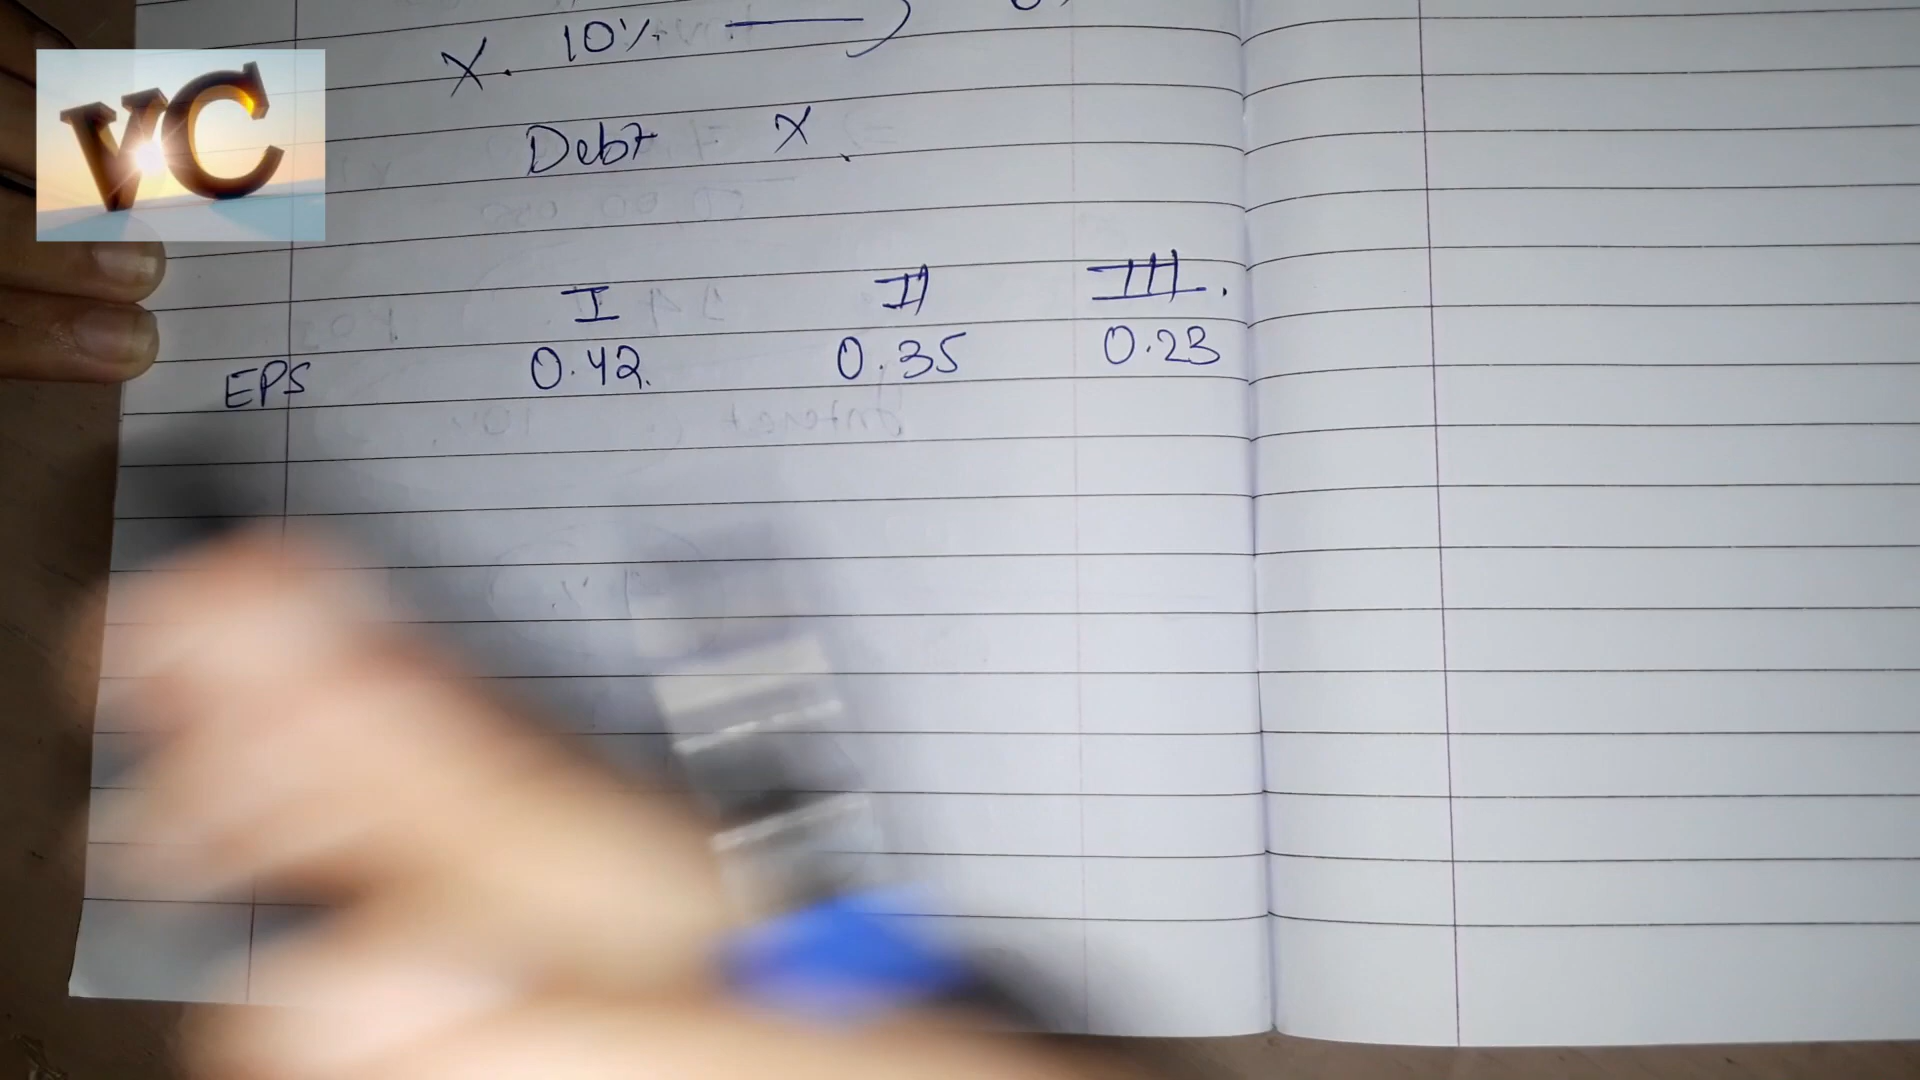 VC
X. 10%
Debt X.
I II III.
EPS 0.42. 0.35 0.23